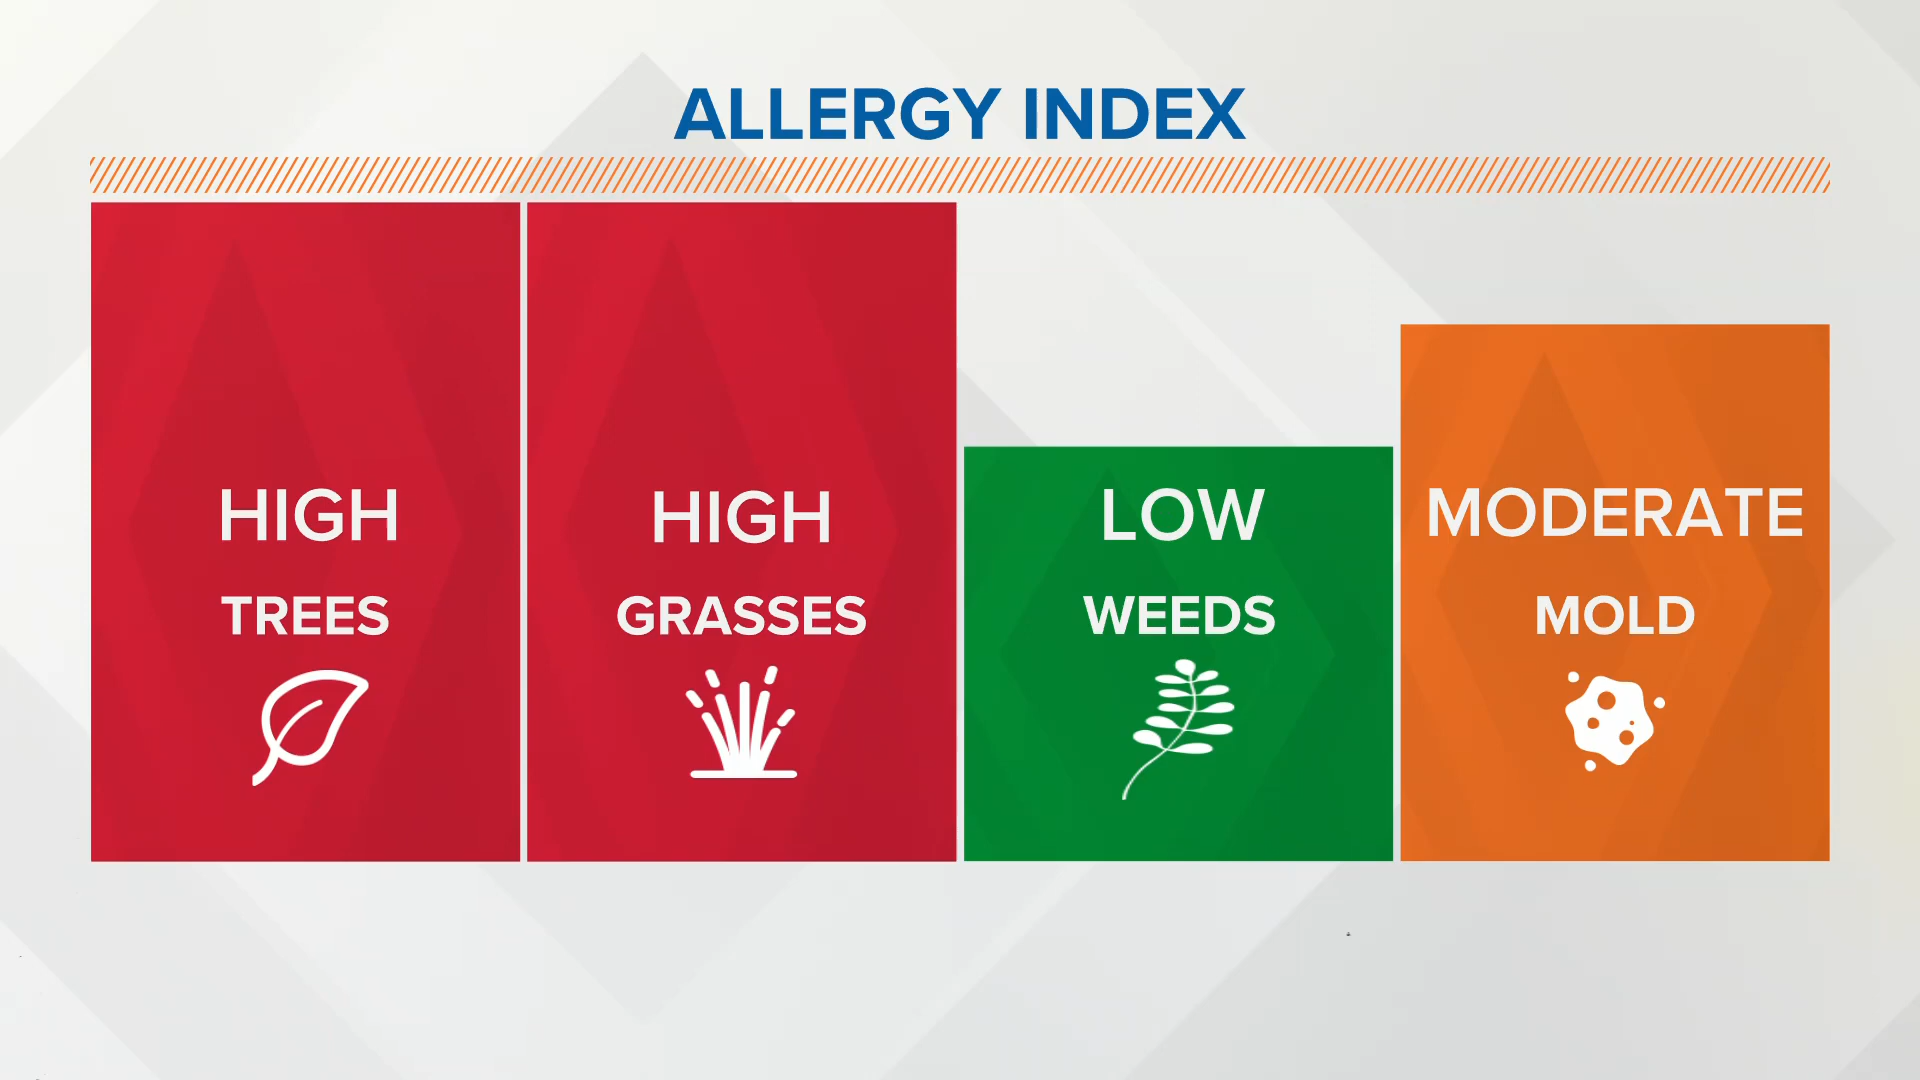 ALLERGY INDEX
HIGH
TREES
HIGH
GRASSES
LOW
WEEDS
MODERATE
MOLD